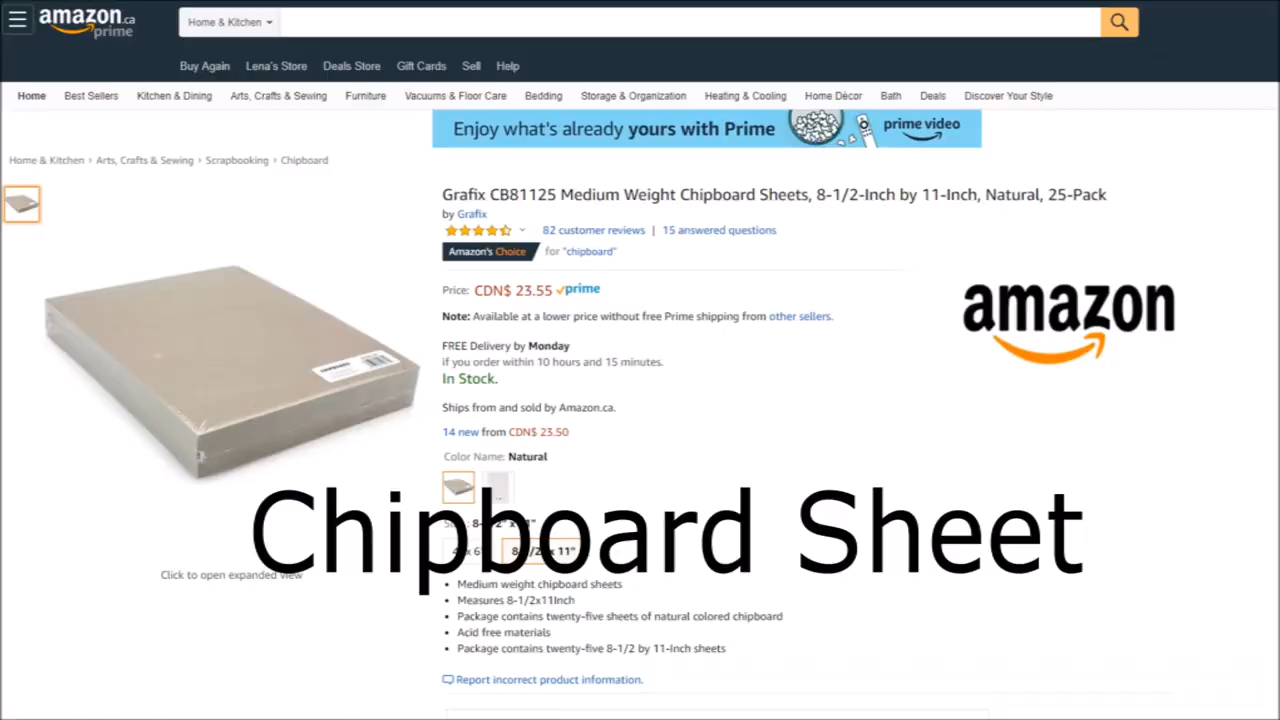 amazon.ca
prime
Home & Kitchen
Buy Again Lena's Store Deals Store Gift Cards Sell Help
Home Best Sellers Kitchen & Dining Arts, Crafts & Sewing Furniture Vacuums & Floor Care Bedding Storage & Organization Heating & Cooling Home Décor Bath Deals Discover Your Style
Enjoy what's already yours with Prime prime video
Home & Kitchen › Arts, Crafts & Sewing › Scrapbooking › Chipboard
Grafix CB81125 Medium Weight Chipboard Sheets, 8-1/2-Inch by 11-Inch, Natural, 25-Pack
by Grafix
82 customer reviews | 15 answered questions
Amazon's Choice for "chipboard"
Price: CDN$ 23.55 prime
Note: Available at a lower price without free Prime shipping from other sellers.
amazon
FREE Delivery by Monday
if you order within 10 hours and 15 minutes.
In Stock.
Ships from and sold by Amazon.ca.
14 new from CDN$ 23.50
Color Name: Natural
Chipboard Sheet
8-1/2" x 11"
Click to open expanded view
• Medium weight chipboard sheets
• Measures 8-1/2x11Inch
• Package contains twenty-five sheets of natural colored chipboard
• Acid free materials
• Package contains twenty-five 8-1/2 by 11-Inch sheets
Report incorrect product information.